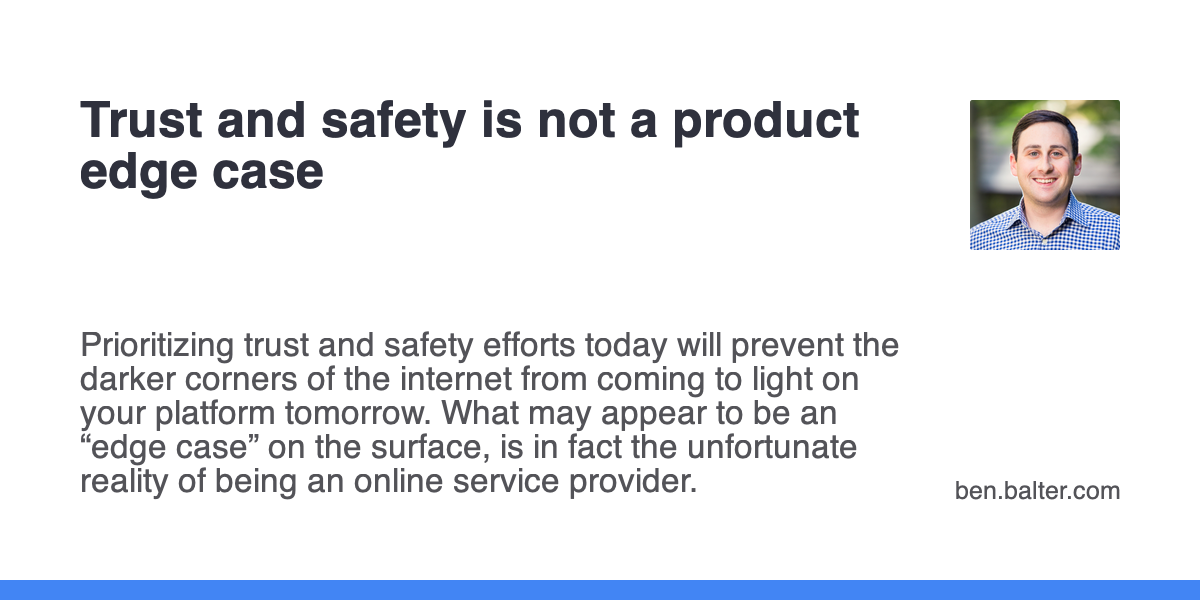 Trust and safety is not a product
edge case
Prioritizing trust and safety efforts today will prevent the
darker corners of the internet from coming to light on
your platform tomorrow. What may appear to be an
“edge case” on the surface, is in fact the unfortunate
reality of being an online service provider.
ben.balter.com